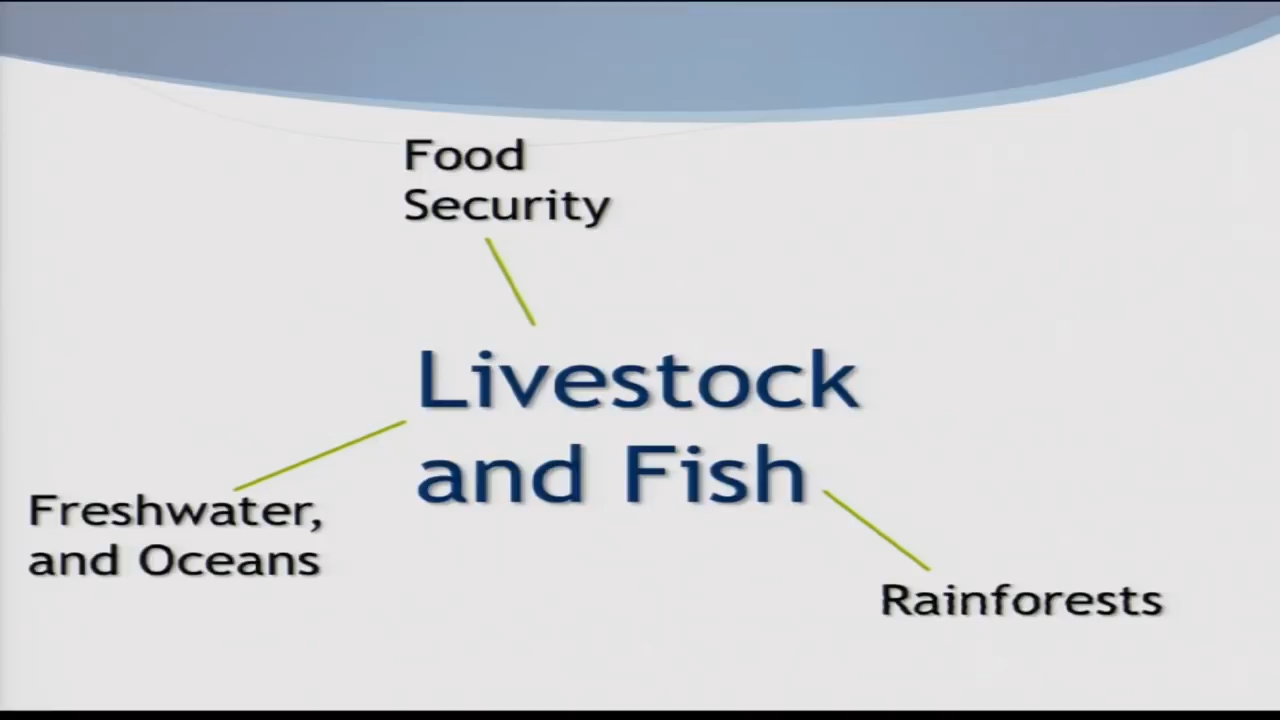 Food
Security
Livestock
and Fish
Freshwater,
and Oceans
Rainforests